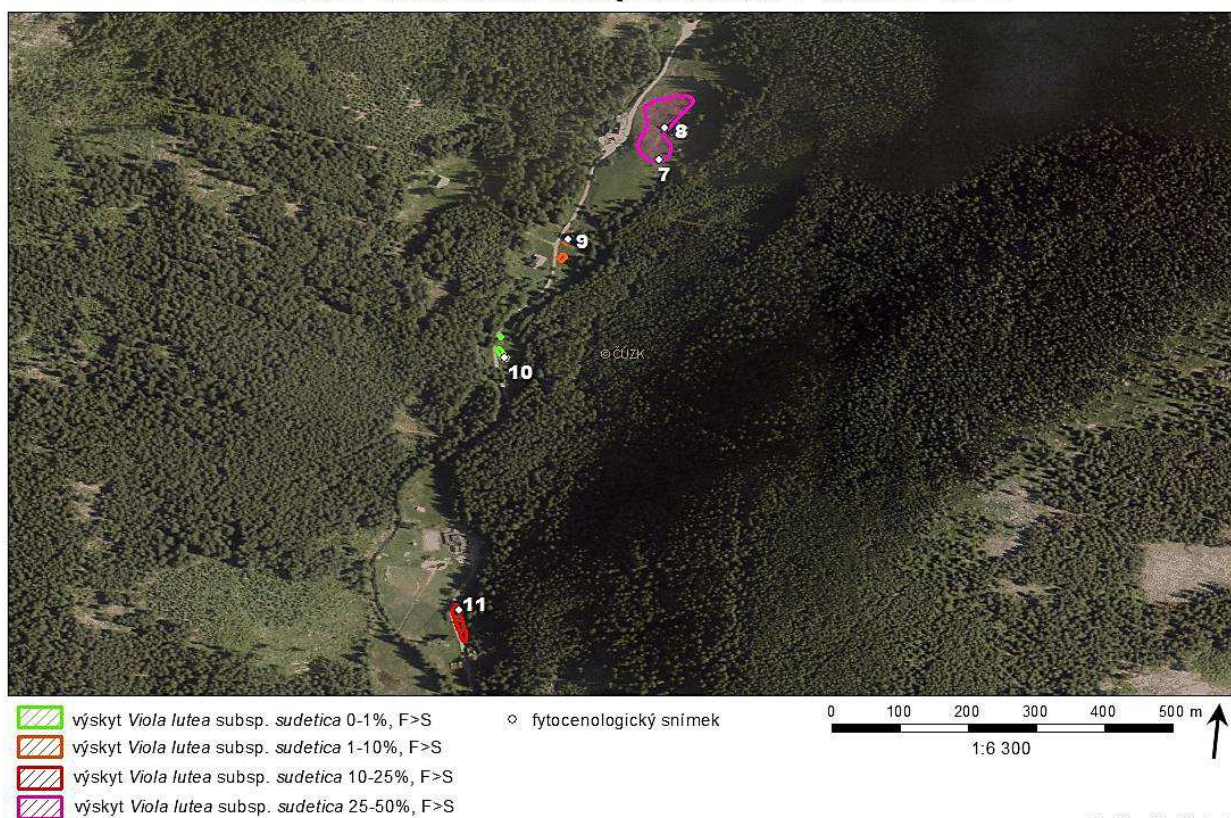 8
7
9
© ČÚZK
10
11
výskyt Viola lutea subsp. sudetica 0-1%, F>S
výskyt Viola lutea subsp. sudetica 1-10%, F>S
výskyt Viola lutea subsp. sudetica 10-25%, F>S
výskyt Viola lutea subsp. sudetica 25-50%, F>S
fytocenologický snímek
0 100 200 300 400 500 m
1:6 300